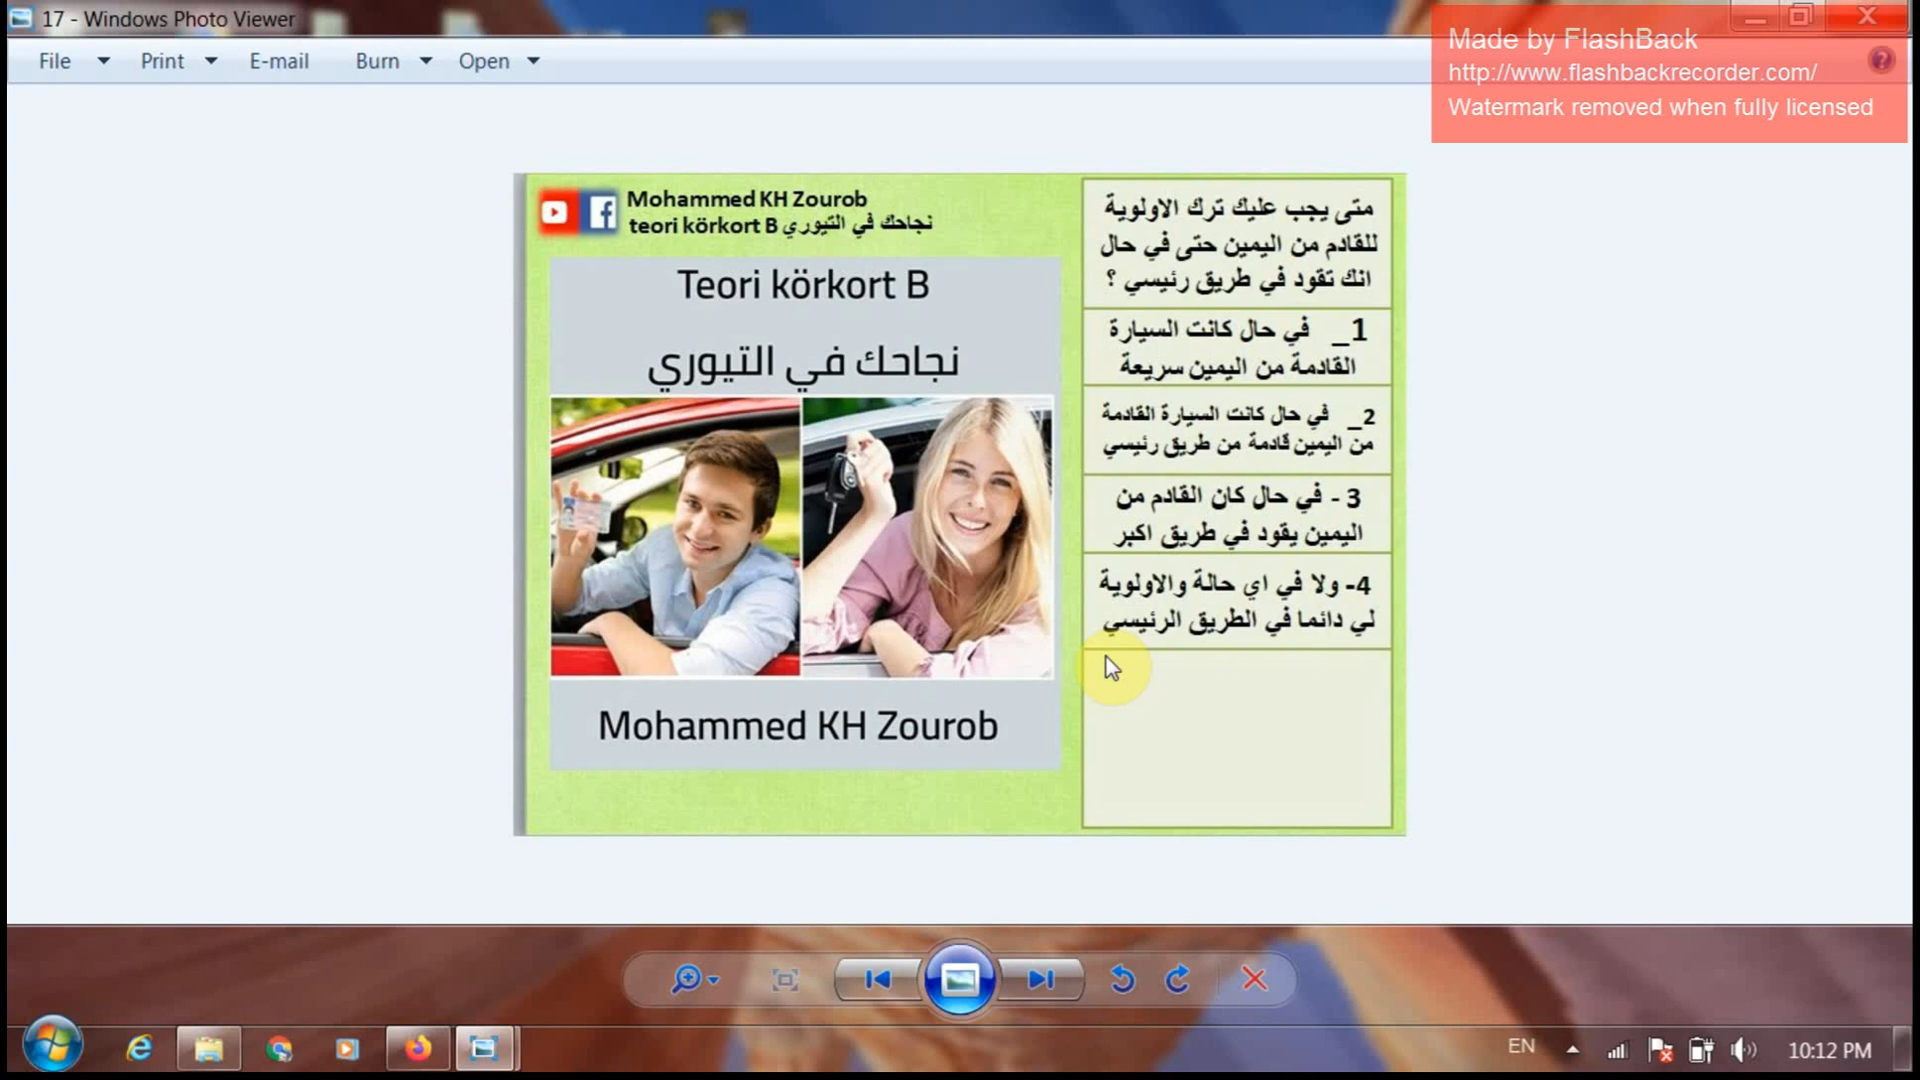 17 - Windows Photo Viewer
Made by FlashBack
http://www.flashbackrecorder.com/
Watermark removed when fully licensed
File Print E-mail Burn Open
Mohammed KH Zourob
teori körkort B نجاحك في التيوري
Teori körkort B
نجاحك في التيوري
Mohammed KH Zourob
متى يجب عليك ترك الاولوية
للقادم من اليمين حتى في حال
انك تقود في طريق رئيسي ؟
1_ في حال كانت السيارة
القادمة من اليمين سريعة
2_ في حال كانت السيارة القادمة
من اليمين قادمة من طريق رئيسي
3 - في حال كان القادم من
اليمين يقود في طريق اكبر
4- ولا في اي حالة والاولوية
لي دائما في الطريق الرئيسي
EN
10:12 PM